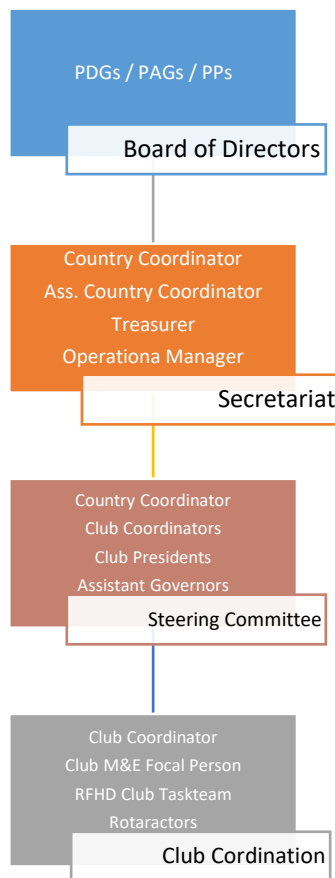 PDGs / PAGs / PPs
Board of Directors
Country Coordinator
Ass. Country Coordinator
Treasurer
Operationa Manager
Secretariat
Country Coordinator
Club Coordinators
Club Presidents
Assistant Governors
Steering Committee
Club Coordinator
Club M&E Focal Person
RFHD Club Taskteam
Rotaractors
Club Cordination